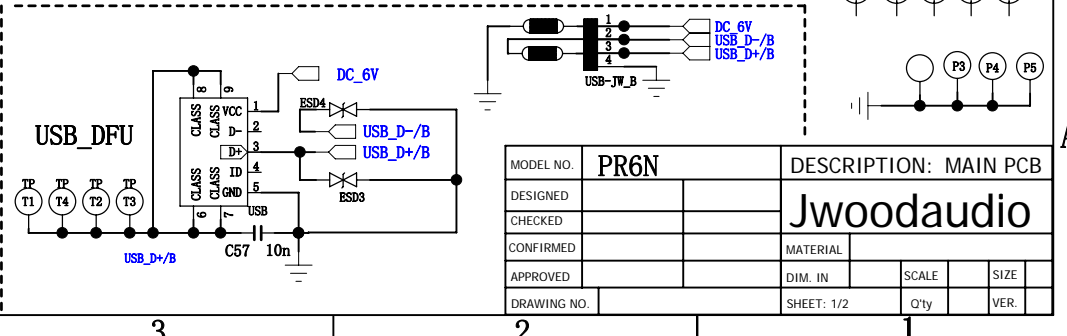 1
2
3
4
DC_6V
USB_D-/B
USB_D+/B
USB-JW_B
P3
P4
P5
USB_DFU
8
9
CLASS
CLASS
VCC
D-
D+
ID
GND
1
2
3
4
5
CLASS
CLASS
6
7
USB
DC_6V
ESD4
USB_D-/B
USB_D+/B
ESD3
TP
TP
TP
TP
T1
T4
T2
T3
USB_D+/B
C57
10n
MODEL NO.
PR6N
DESCRIPTION: MAIN PCB
DESIGNED
Jwoodaudio
CHECKED
CONFIRMED
MATERIAL
APPROVED
DIM. IN
SCALE
SIZE
DRAWING NO.
SHEET: 1/2
Q'ty
VER.
3
2
1